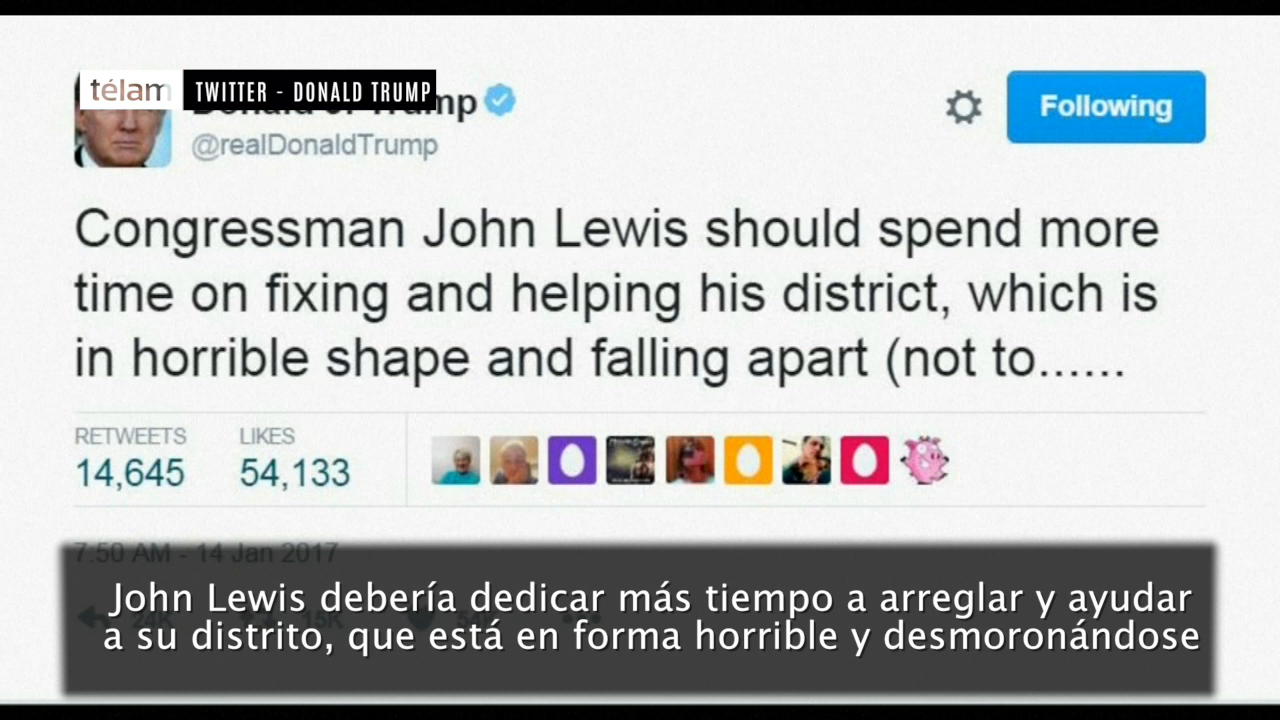 télam TWITTER - DONALD TRUMP
@realDonaldTrump
Following
Congressman John Lewis should spend more
time on fixing and helping his district, which is
in horrible shape and falling apart (not to......
RETWEETS LIKES
14,645 54,133
7:50 AM - 14 Jan 2017
John Lewis debería dedicar más tiempo a arreglar y ayudar
a su distrito, que está en forma horrible y desmoronándose